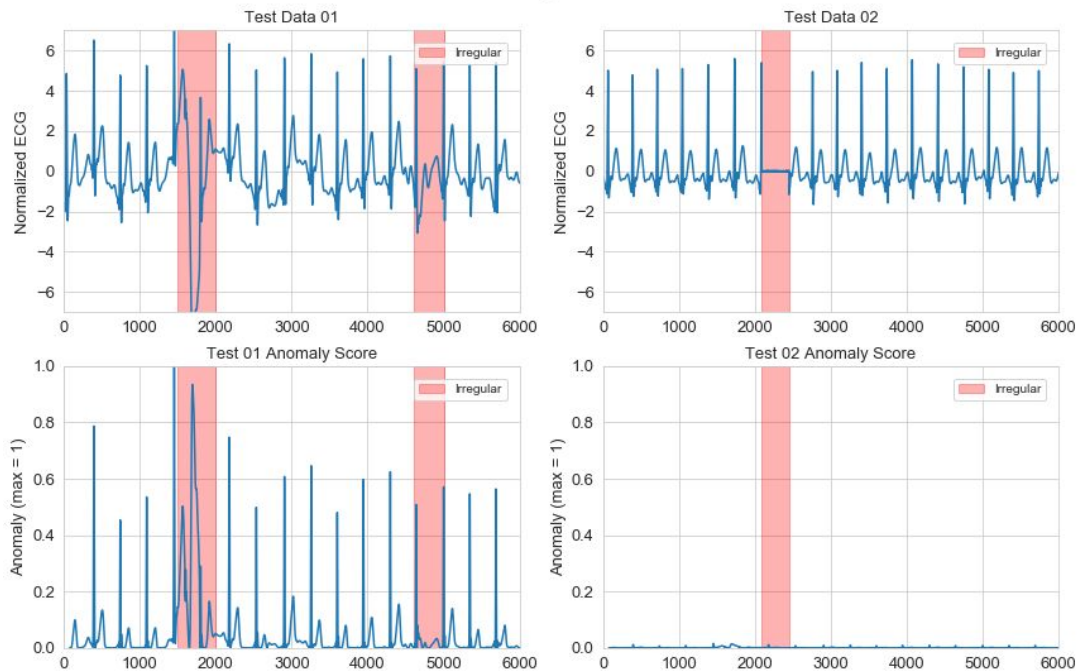 Test Data 01
Irregular
Normalized ECG
6
4
2
0
−2
−4
−6
0 1000 2000 3000 4000 5000 6000
Test Data 02
Irregular
Normalized ECG
6
4
2
0
−2
−4
−6
0 1000 2000 3000 4000 5000 6000
Test 01 Anomaly Score
Irregular
Anomaly (max = 1)
1.0
0.8
0.6
0.4
0.2
0.0
0 1000 2000 3000 4000 5000 6000
Test 02 Anomaly Score
Irregular
Anomaly (max = 1)
1.0
0.8
0.6
0.4
0.2
0.0
0 1000 2000 3000 4000 5000 6000